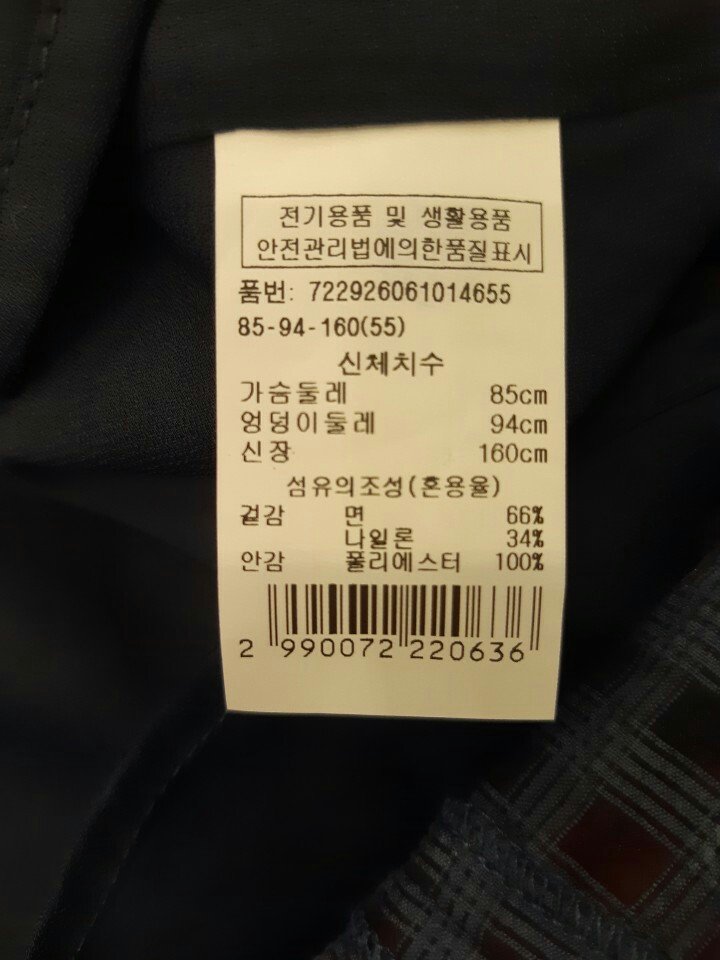 전기용품 및 생활용품
안전관리법에의한품질표시
품번: 722926061014655
85-94-160(55)
신체치수
가슴둘레 85cm
엉덩이둘레 94cm
신장 160cm
섬유의조성(혼용율)
겉감 면 66%
나일론 34%
안감 폴리에스터 100%
2 990072 220636